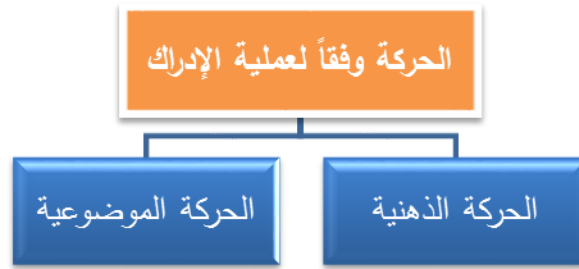 الحركة وفقاً لعملية الإدراك
الحركة الذهنية
الحركة الموضوعية